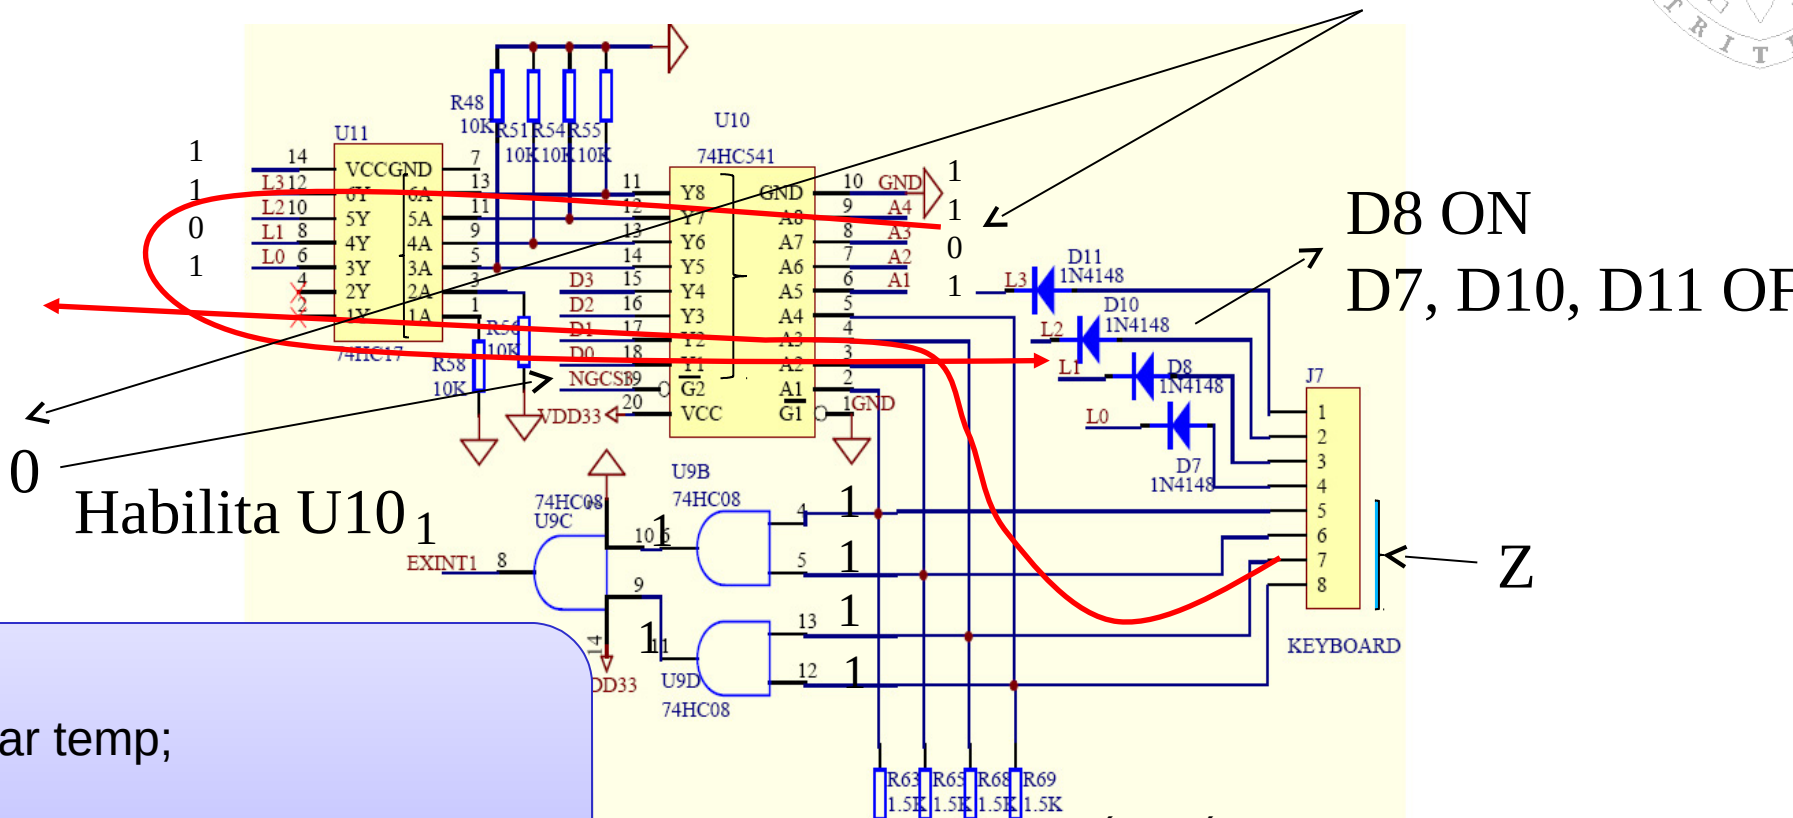 T R I T
U10
74HC541
U11
R48
10K
R51
R54
R55
10K
10K
10K
1
1
0
1
14
VCC
GND
7
L3
12
6Y
6A
13
L2
10
5Y
5A
11
L1
8
4Y
4A
9
L0
6
3Y
3A
5
4
2Y
2A
3
2
1Y
1A
1
74HC17
R58
10K
R56
10K
11
Y8
GND
10
GND
12
Y7
A8
9
A4
13
Y6
A7
8
A3
14
Y5
A6
7
A2
D3
15
Y4
A5
6
A1
D2
16
Y3
A4
5
D1
17
Y2
A3
4
D0
18
Y1
A2
3
19
G2
A1
2
VDD33
20
VCC
G1
1
GND
1
1
0
1
D8 ON
D7, D10, D11 OF
D11
1N4148
L3
D10
1N4148
L2
D8
1N4148
L1
L0
D7
1N4148
J7
1
2
3
4
5
6
7
8
KEYBOARD
Z
0
Habilita U10
1
EXINT1
8
74HC08
U9C
10
9
14
U9B
74HC08
6
1
4
1
5
1
13
1
12
1
11
1
U9D
74HC08
DD33
R63
1.5K
R65
1.5K
R68
1.5K
R69
1.5K
ar temp;